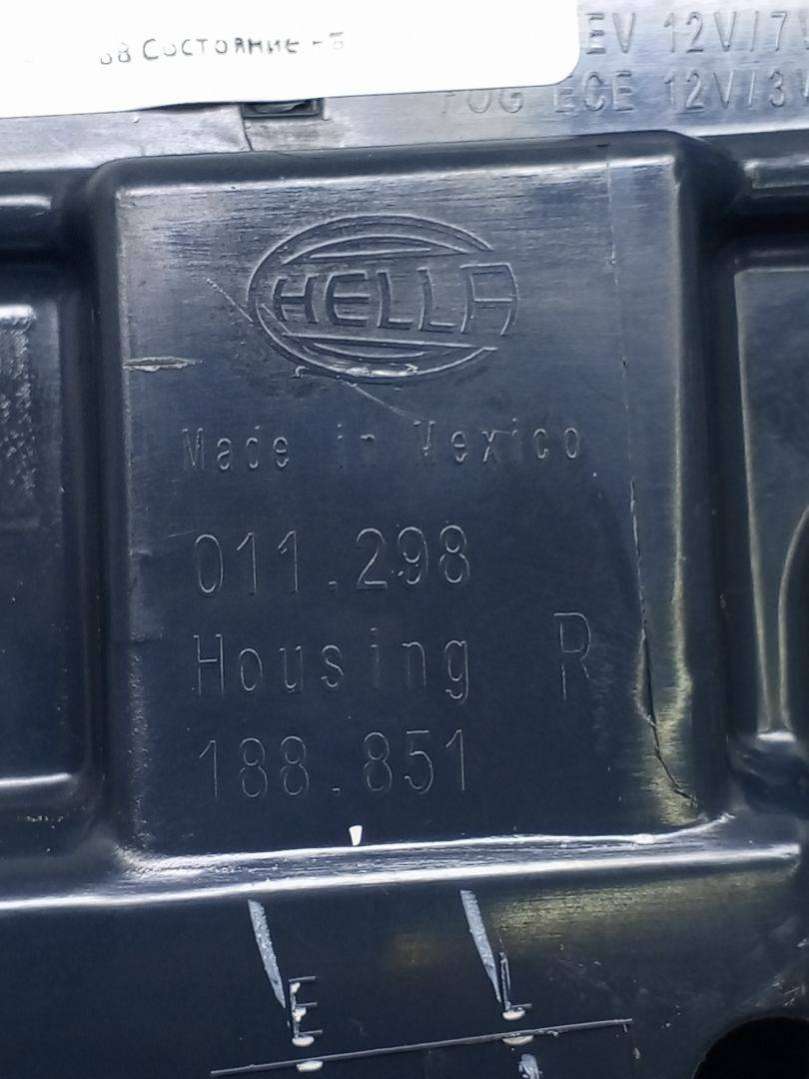 Состояние -
EV 12V/7
FOG ECE 12V/3
HELLA
Made in Mexico
011.298
Housing R
188.851
E L